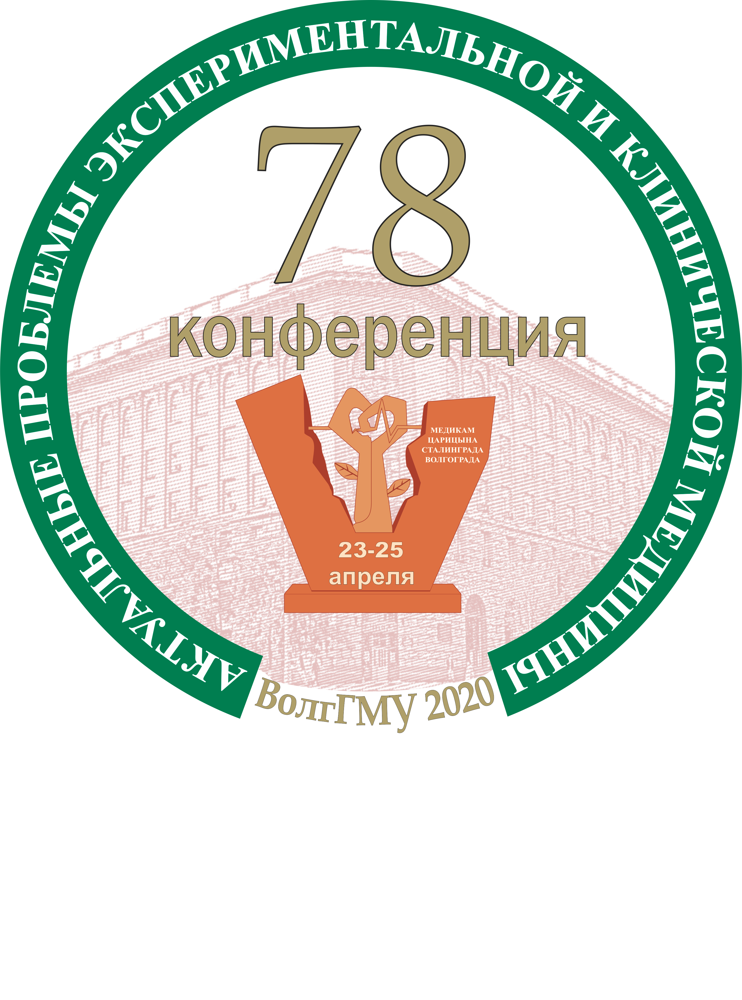 АКТУАЛЬНЫЕ ПРОБЛЕМЫ ЭКСПЕРИМЕНТАЛЬНОЙ И КЛИНИЧЕСКОЙ МЕДИЦИНЫ
78
конференция
МЕДИКАМ
ЦАРИЦЫНА
СТАЛИНГРАДА
ВОЛГОГРАДА
23-25
апреля
ВолгГМУ 2020